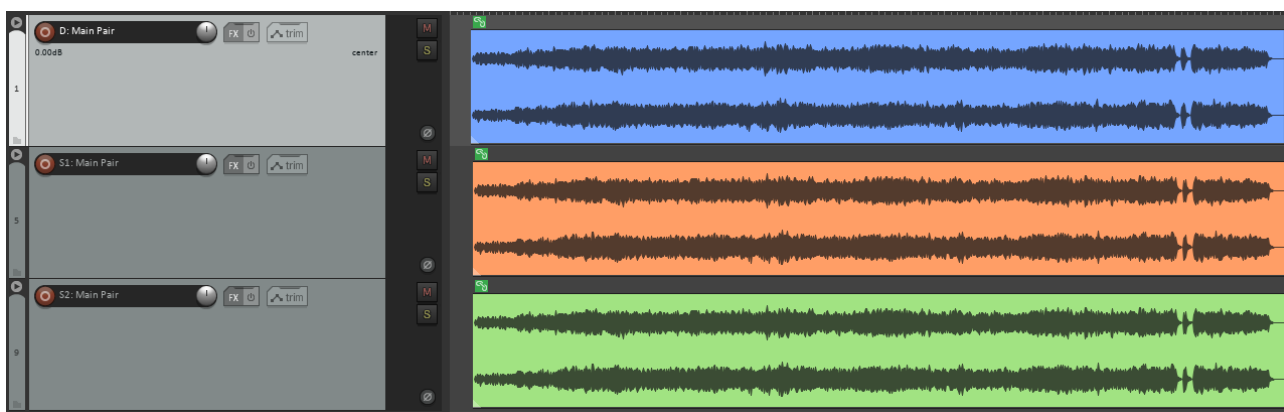 D: Main Pair
FX
trim
M
0.00dB
center
S
1
S1: Main Pair
FX
trim
M
S
5
S2: Main Pair
FX
trim
M
S
9